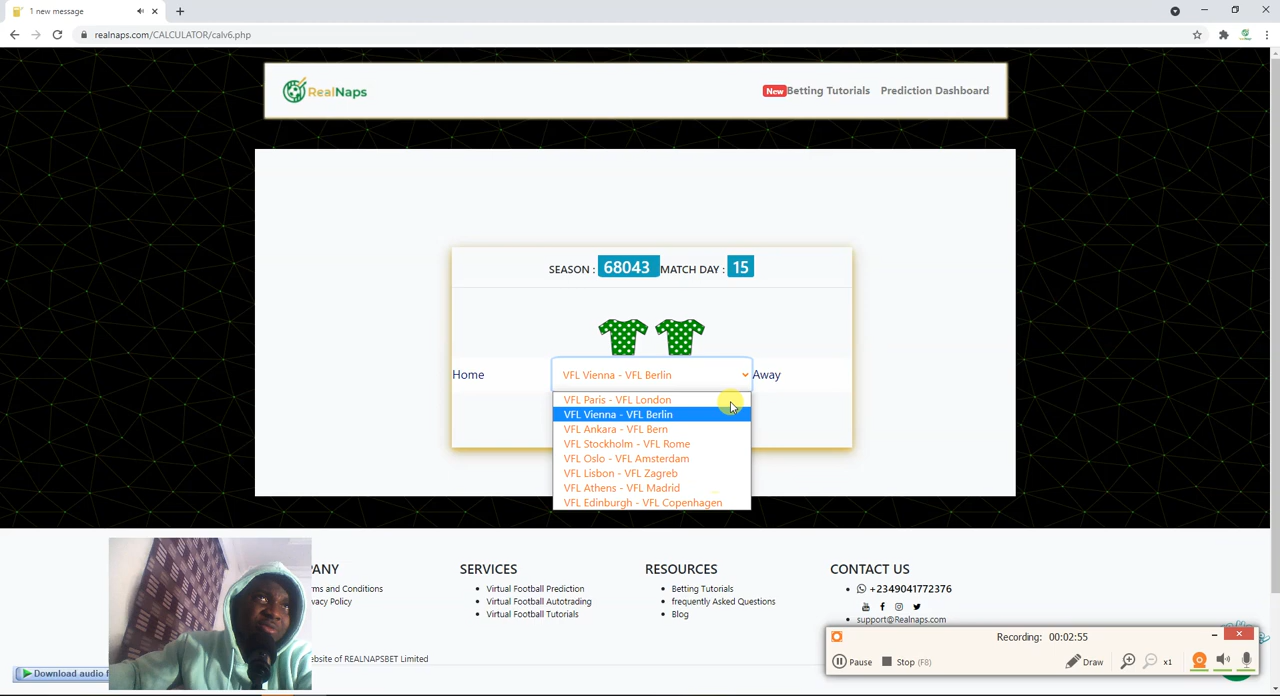 1 new message
realnaps.com/CALCULATOR/calv6.php
RealNaps
New Betting Tutorials Prediction Dashboard
SEASON : 68043 MATCH DAY : 15
Home VFL Vienna - VFL Berlin Away
VFL Paris - VFL London
VFL Vienna - VFL Berlin
VFL Ankara - VFL Bern
VFL Stockholm - VFL Rome
VFL Oslo - VFL Amsterdam
VFL Lisbon - VFL Zagreb
VFL Athens - VFL Madrid
VFL Edinburgh - VFL Copenhagen
PANY
rms and Conditions
ivacy Policy
SERVICES
Virtual Football Prediction
Virtual Football Autotrading
Virtual Football Tutorials
RESOURCES
Betting Tutorials
frequently Asked Questions
Blog
CONTACT US
+2349041772376
support@Realnaps.com
ebsite of REALNAPSBET Limited
Download audio f
Recording: 00:02:55
Pause Stop (F8) Draw x1